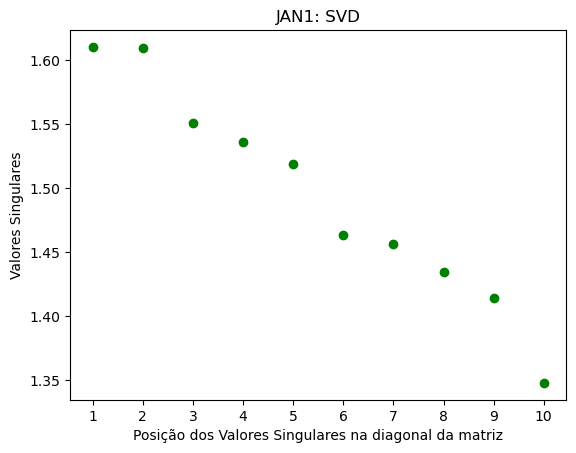 JAN1: SVD
Valores Singulares
1.60
1.55
1.50
1.45
1.40
1.35
1 2 3 4 5 6 7 8 9 10
Posição dos Valores Singulares na diagonal da matriz